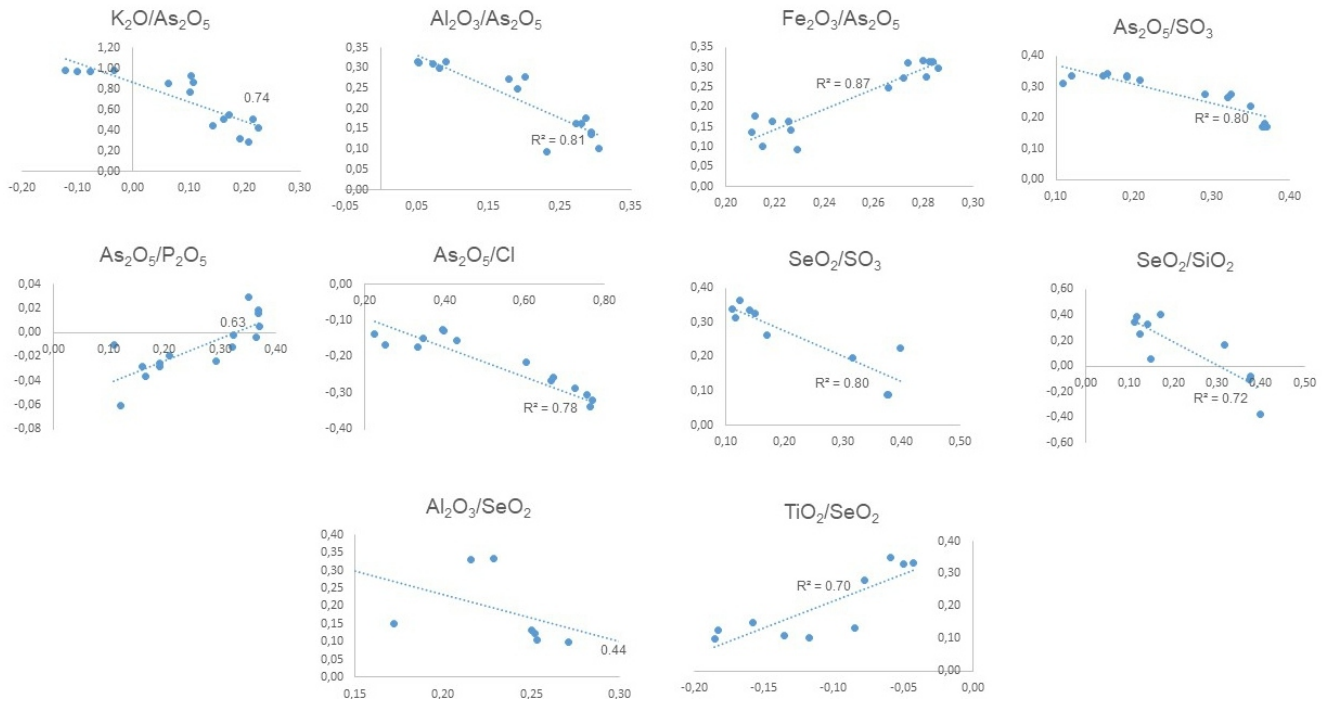 K₂O/As₂O₅
1,20
1,00
0,80
0,60
0,40
0,20
0,00
0.74
-0,20 -0,10 0,00 0,10 0,20 0,30
Al₂O₃/As₂O₅
0,35
0,30
0,25
0,20
0,15
0,10
0,05
0,00
R² = 0.81
-0,05 0,05 0,15 0,25 0,35
Fe₂O₃/As₂O₅
0,35
0,30
0,25
0,20
0,15
0,10
0,05
0,00
R² = 0.87
0,20 0,22 0,24 0,26 0,28 0,30
As₂O₅/SO₃
0,40
0,30
0,20
0,10
0,00
R² = 0.80
0,10 0,20 0,30 0,40
As₂O₅/P₂O₅
0,04
0,02
0,00
-0,02
-0,04
-0,06
-0,08
0.63
0,00 0,10 0,20 0,30 0,40
As₂O₅/Cl
0,00
-0,10
-0,20
-0,30
-0,40
0,20 0,40 0,60 0,80
R² = 0.78
SeO₂/SO₃
0,40
0,30
0,20
0,10
0,00
R² = 0.80
0,10 0,20 0,30 0,40 0,50
SeO₂/SiO₂
0,60
0,40
0,20
0,00
-0,20
-0,40
-0,60
0,00 0,10 0,20 0,30 0,40 0,50
R² = 0.72
Al₂O₃/SeO₂
0,40
0,35
0,30
0,25
0,20
0,15
0,10
0,05
0,00
0.44
0,15 0,20 0,25 0,30
TiO₂/SeO₂
0,40
0,30
0,20
0,10
0,00
R² = 0.70
-0,20 -0,15 -0,10 -0,05 0,00